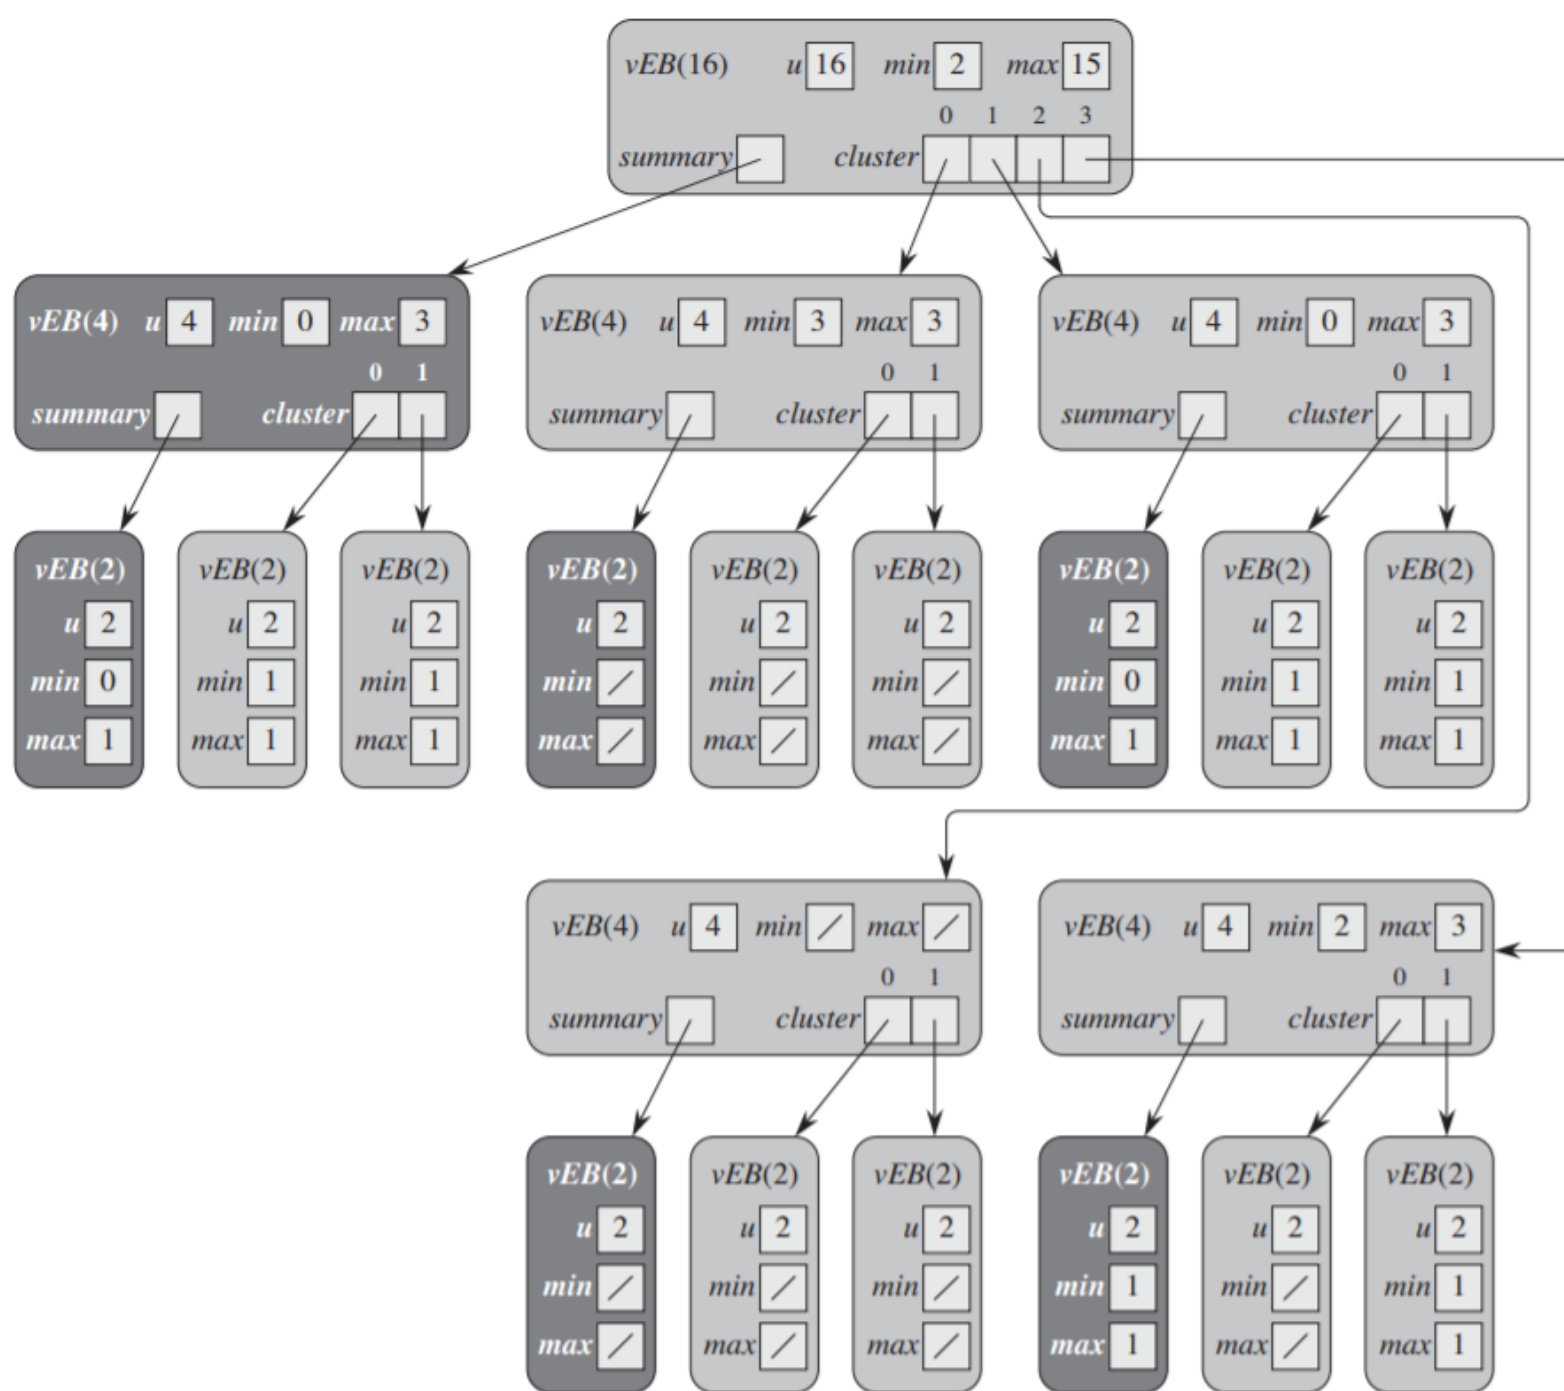 vEB(16) u 16 min 2 max 15
0 1 2 3
summary cluster
vEB(4) u 4 min 0 max 3
0 1
summary cluster
vEB(4) u 4 min 3 max 3
0 1
summary cluster
vEB(4) u 4 min 0 max 3
0 1
summary cluster
vEB(2)
u 2
min 0
max 1
vEB(2)
u 2
min 1
max 1
vEB(2)
u 2
min 1
max 1
vEB(2)
u 2
min /
max /
vEB(2)
u 2
min /
max /
vEB(2)
u 2
min /
max /
vEB(2)
u 2
min 0
max 1
vEB(2)
u 2
min 1
max 1
vEB(2)
u 2
min 1
max 1
vEB(4) u 4 min / max /
0 1
summary cluster
vEB(4) u 4 min 2 max 3
0 1
summary cluster
vEB(2)
u 2
min /
max /
vEB(2)
u 2
min /
max /
vEB(2)
u 2
min /
max /
vEB(2)
u 2
min 1
max 1
vEB(2)
u 2
min /
max /
vEB(2)
u 2
min 1
max 1